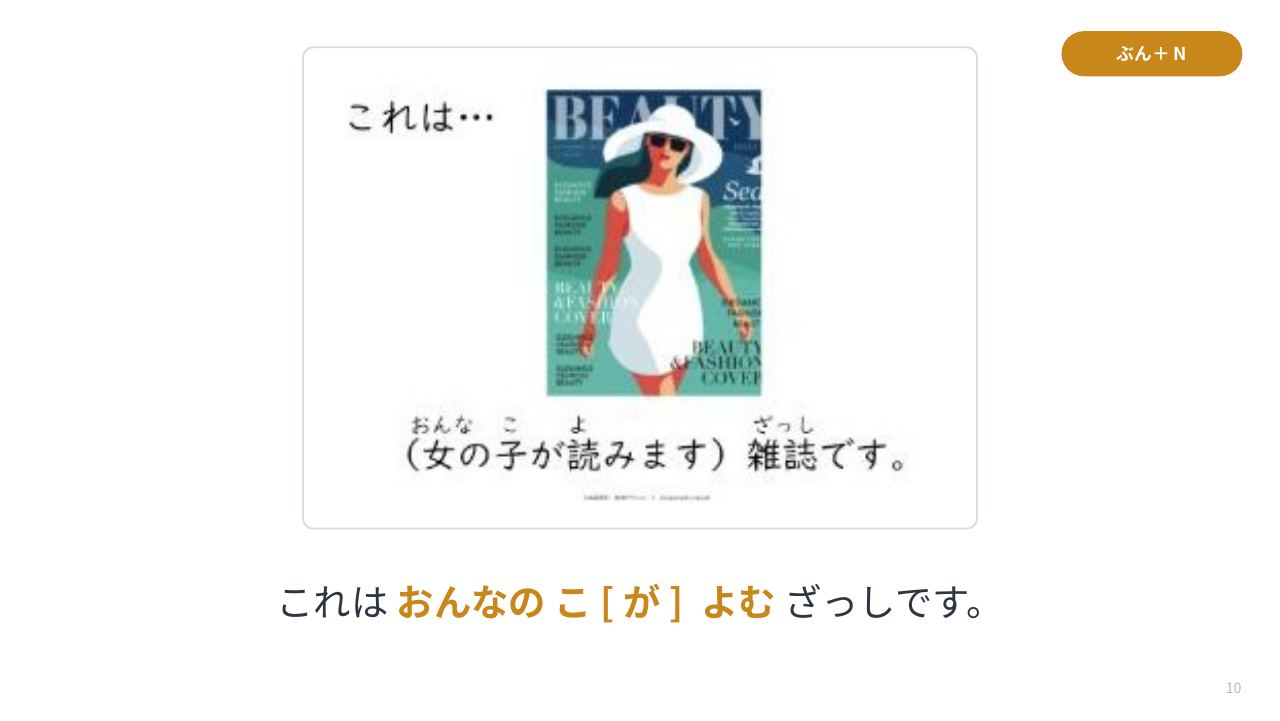 ぶん＋ N
これは…
BEAUTY
Sea
BEAUTY
&FASHION
COVER
BEAUTY
&FASHION
COVER
おんな こ よ ざっし
（女の子が読みます）雑誌です。
これは おんなの こ [ が ] よむ ざっしです。
10